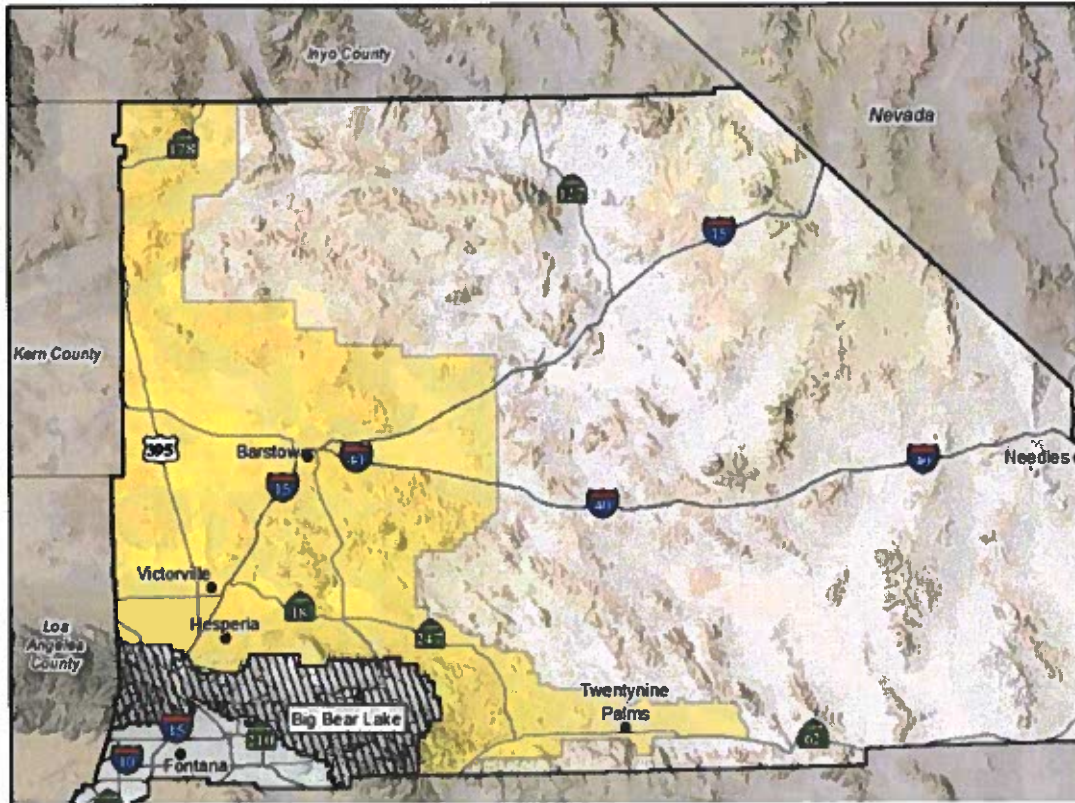 Inyo County
Nevada
178
127
15
Kern County
395
Barstow
40
15
40
40
Needles
Victorville
18
Hesperia
247
Los
Angeles
County
Twentynine
Palms
Big Bear Lake
15
210
62
10
Fontana